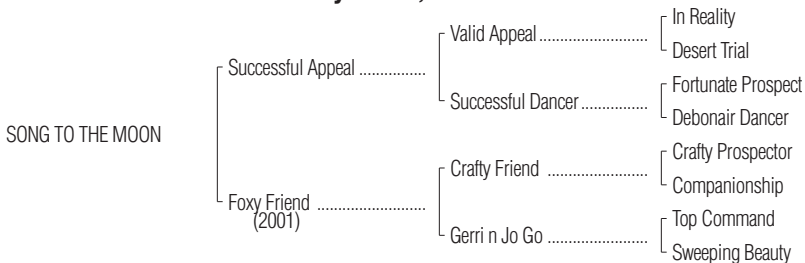 In Reality
Valid Appeal ................
Desert Trial
Successful Appeal ...............
Fortunate Prospect
Successful Dancer ...............
Debonair Dancer
SONG TO THE MOON
Crafty Prospector
Crafty Friend .......................
Companionship
Foxy Friend .........................
(2001)
Top Command
Gerri n Jo Go .......................
Sweeping Beauty